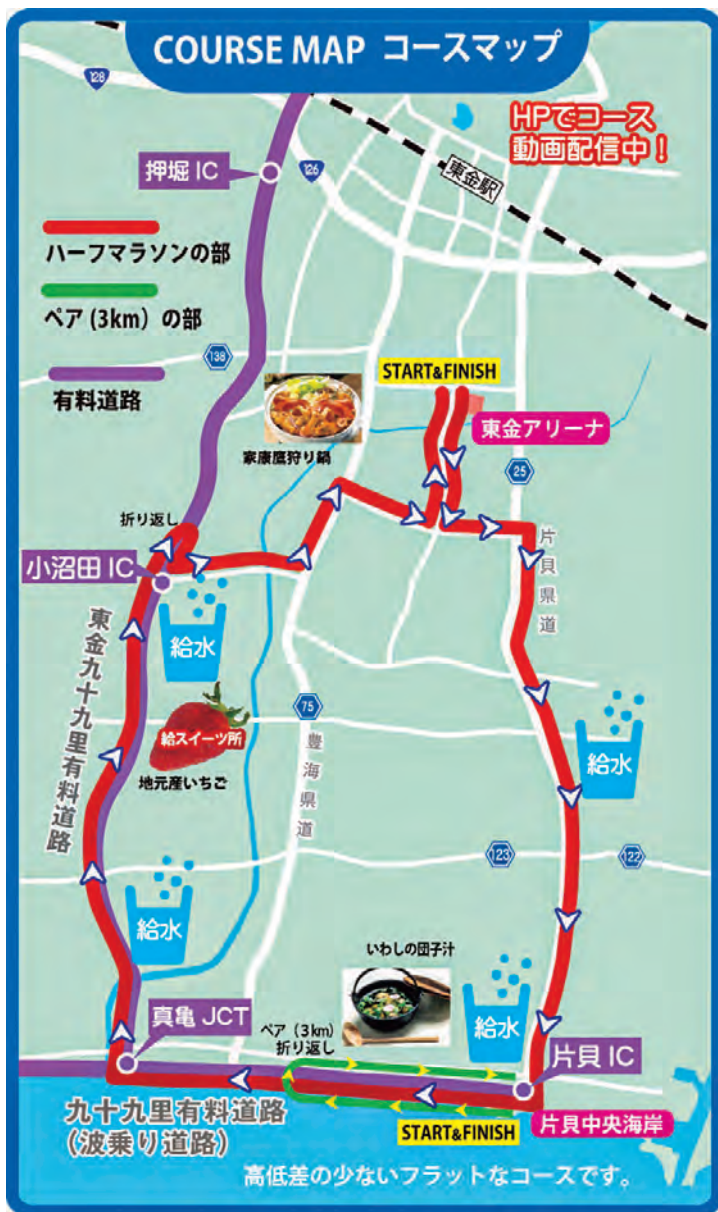 COURSE MAP コースマップ
128
HPでコース
動画配信中！
押堀 IC
126
東金駅
ハーフマラソンの部
ペア (3km) の部
138
有料道路
START&FINISH
東金アリーナ
家康鷹狩り鍋
25
折り返し
片貝県道
小沼田 IC
給水
東金九十九里有料道路
給スイーツ所
地元産いちご
75
豊海県道
給水
123
122
給水
いわしの団子汁
給水
真亀 JCT
ペア（3km）
折り返し
片貝 IC
九十九里有料道路
(波乗り道路)
START&FINISH
片貝中央海岸
高低差の少ないフラットなコースです。